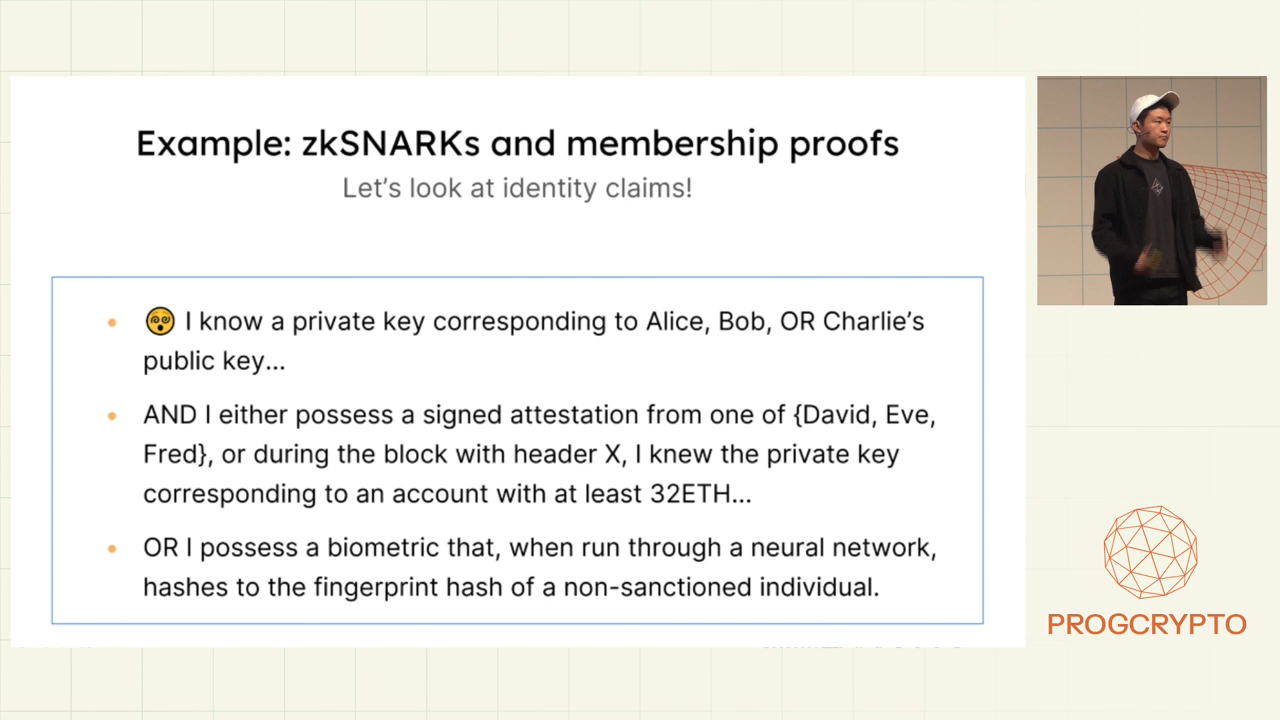 Example: zkSNARKs and membership proofs
Let's look at identity claims!
• 😵‍💫 I know a private key corresponding to Alice, Bob, OR Charlie's
public key...
• AND I either possess a signed attestation from one of {David, Eve,
Fred}, or during the block with header X, I knew the private key
corresponding to an account with at least 32ETH...
• OR I possess a biometric that, when run through a neural network,
hashes to the fingerprint hash of a non-sanctioned individual.
PROGCRYPTO